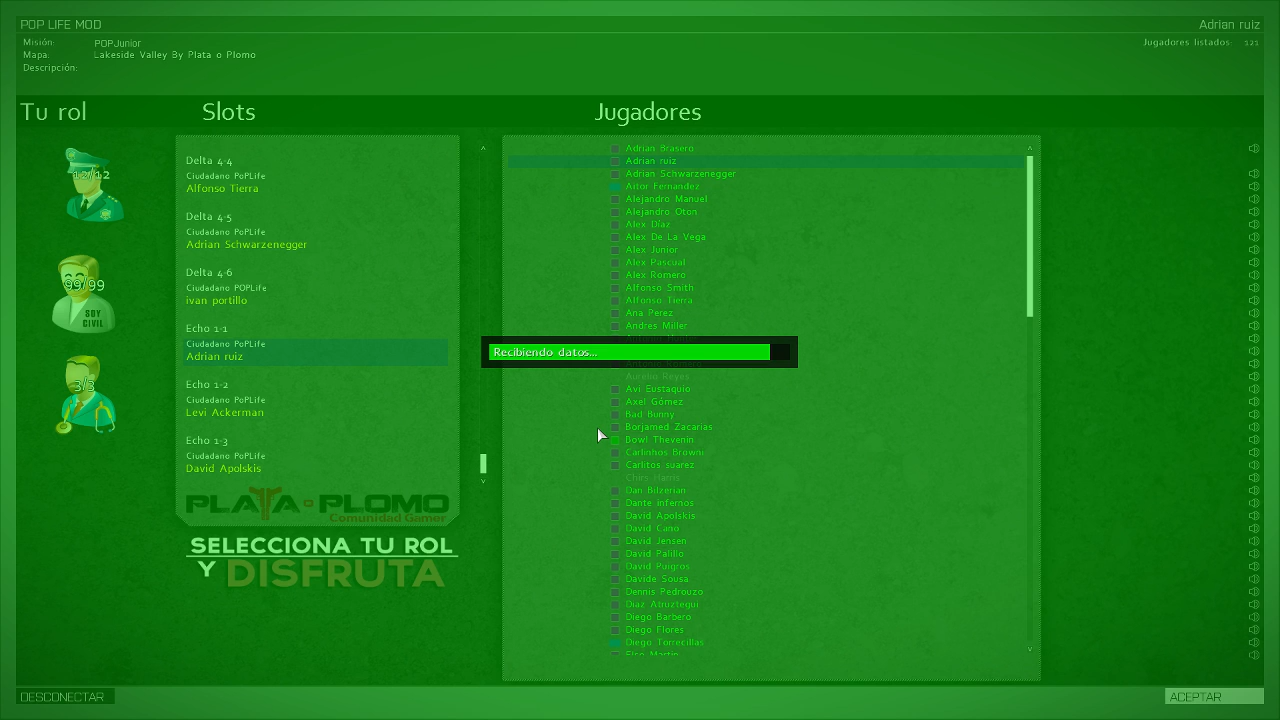 POP LIFE MOD
Adrian ruiz
Misión: POPJunior
Jugadores listados: 121
Mapa: Lakeside Valley By Plata o Plomo
Descripción:
Tu rol
Slots
Jugadores
12/12
99/99
SOY CIVIL
3/3
Delta 4-4
Ciudadano PoPLife
Alfonso Tierra
Delta 4-5
Ciudadano PoPLife
Adrian Schwarzenegger
Delta 4-6
Ciudadano POPLife
ivan portillo
Echo 1-1
Ciudadano PoPLife
Adrian ruiz
Echo 1-2
Ciudadano PoPLife
Levi Ackerman
Echo 1-3
Ciudadano PoPLife
David Apolskis
PLATA - PLOMO
Comunidad Gamer
SELECCIONA TU ROL
Y DISFRUTA
Adrian Brasero
Adrian ruiz
Adrian Schwarzenegger
Aitor Fernandez
Alejandro Manuel
Alejandro Oton
Alex Díaz
Alex De La Vega
Alex Junior
Alex Pascual
Alex Romero
Alfonso Smith
Alfonso Tierra
Ana Perez
Andres Miller
Recibiendo datos...
Aurelio Reyes
Avi Eustaquio
Axel Gómez
Bad Bunny
Borjamed Zacarias
Bowl Thevenin
Carlinhos Brown
Carlitos suarez
Chirs Harris
Dan Bilzerian
Dante infernos
David Apolskis
David Cano
David Jensen
David Palillo
David Puigros
Davide Sousa
Dennis Pedrouzo
Diaz Atruztegui
Diego Barbero
Diego Flores
Diego Torrecillas
DESCONECTAR
ACEPTAR